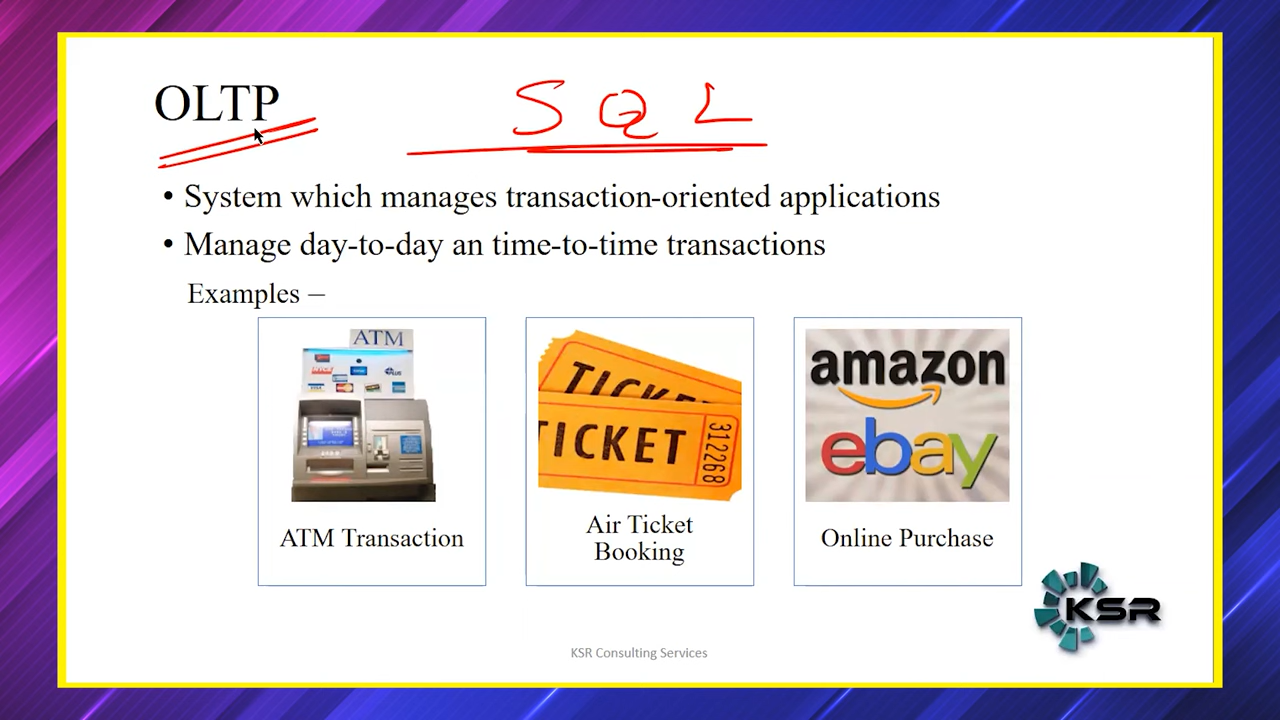 OLTP
SQL
• System which manages transaction-oriented applications
• Manage day-to-day an time-to-time transactions
Examples –
ATM
TICKET
TICKET
312268
amazon
ebay
ATM Transaction
Air Ticket
Booking
Online Purchase
KSR
KSR Consulting Services